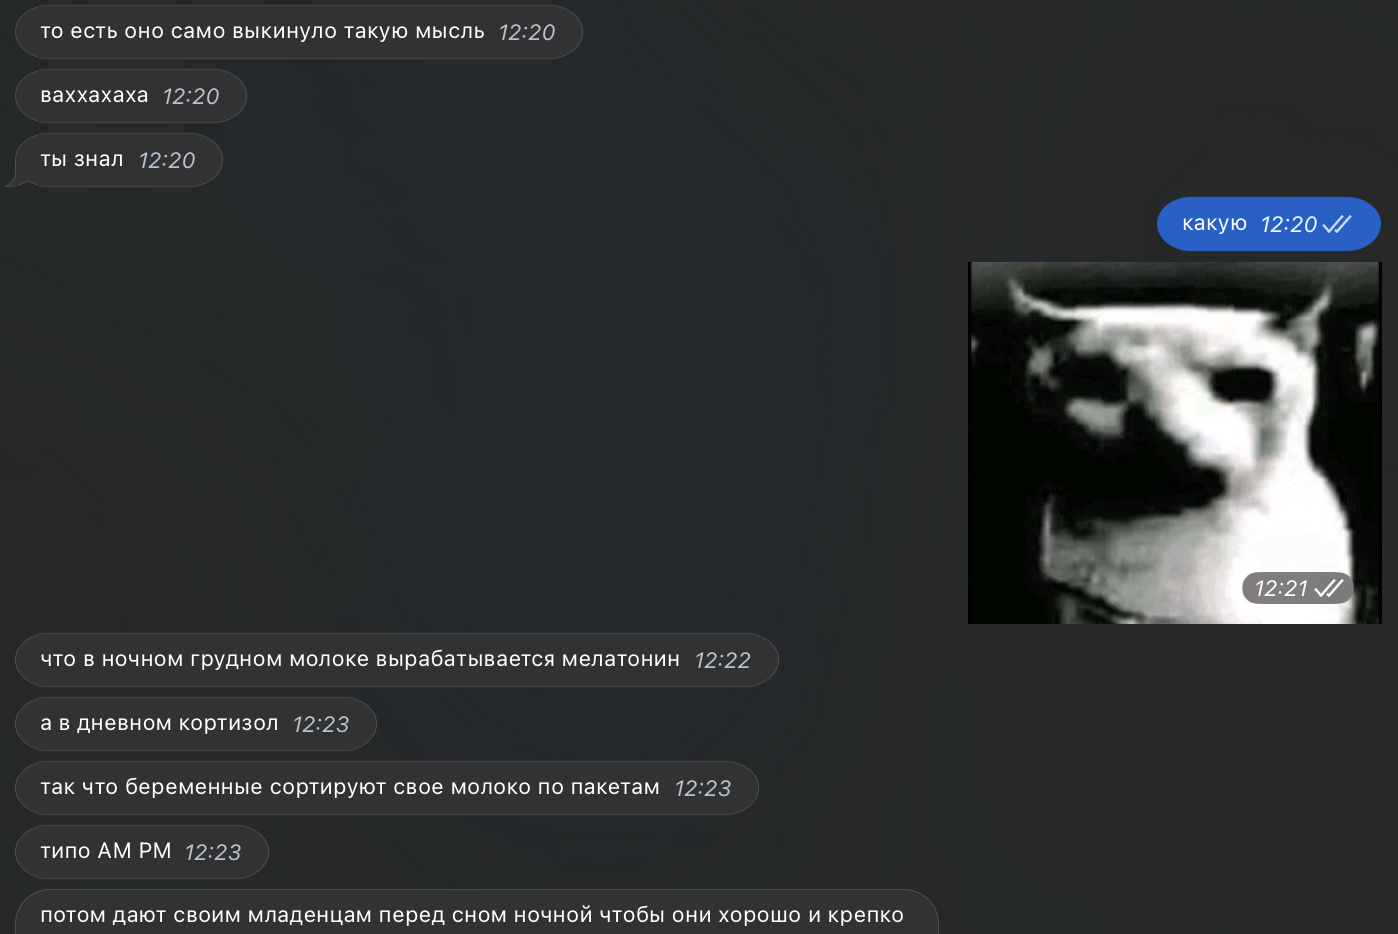 то есть оно само выкинуло такую мысль 12:20
ваххахаха 12:20
ты знал 12:20
какую 12:20
12:21
что в ночном грудном молоке вырабатывается мелатонин 12:22
а в дневном кортизол 12:23
так что беременные сортируют свое молоко по пакетам 12:23
типо AM PM 12:23
потом дают своим младенцам перед сном ночной чтобы они хорошо и крепко